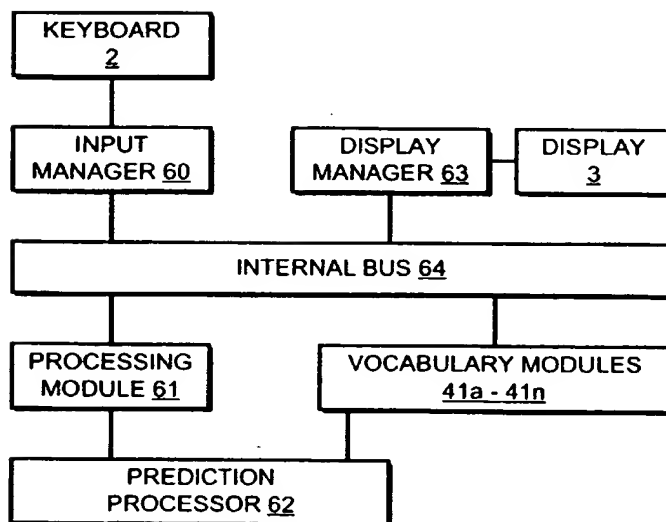 KEYBOARD
2
INPUT
MANAGER 60
DISPLAY
MANAGER 63
DISPLAY
3
INTERNAL BUS 64
PROCESSING
MODULE 61
VOCABULARY MODULES
41a - 41n
PREDICTION
PROCESSOR 62